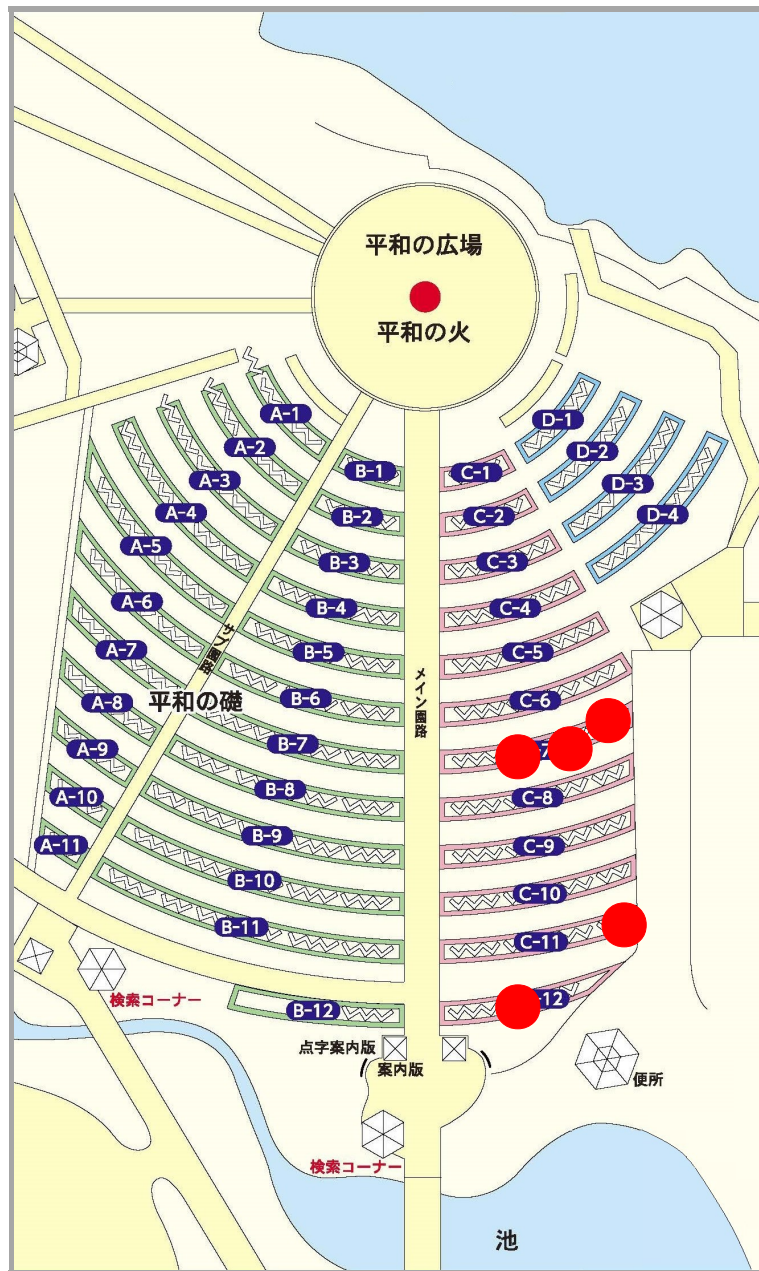 平和の広場
平和の火
A-1
A-2
A-3
A-4
A-5
A-6
A-7
A-8
A-9
A-10
A-11
B-1
B-2
B-3
B-4
B-5
B-6
B-7
B-8
B-9
B-10
B-11
B-12
C-1
C-2
C-3
C-4
C-5
C-6
7
C-8
C-9
C-10
C-11
-12
D-1
D-2
D-3
D-4
サブ園路
メイン園路
平和の礎
検索コーナー
点字案内版
案内版
便所
検索コーナー
池